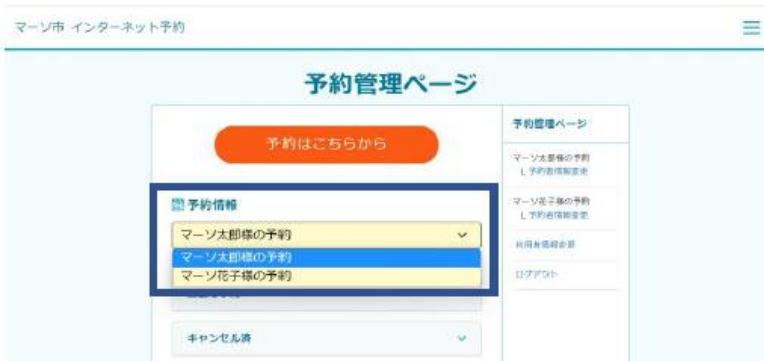 マーソ市 インターネット予約
予約管理ページ
予約はこちらから
予約情報
マーソ太郎様の予約
マーソ太郎様の予約
マーソ花子様の予約
キャンセル済
予約管理ページ
マーソ太郎様の予約
└ 予約者情報変更
マーソ花子様の予約
└ 予約者情報変更
利用者情報変更
ログアウト